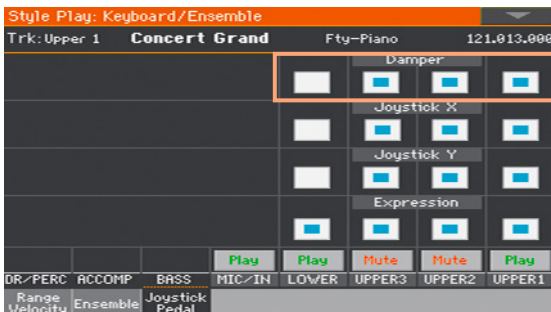 Style Play: Keyboard/Ensemble
Trk:Upper 1 Concert Grand Fty-Piano 121.013.000
Damper
Joystick X
Joystick Y
Expression
Play Play Mute Mute Play
DR/PERC ACCOMP BASS MIC/IN LOWER UPPER3 UPPER2 UPPER1
Range Velocity Ensemble Joystick Pedal